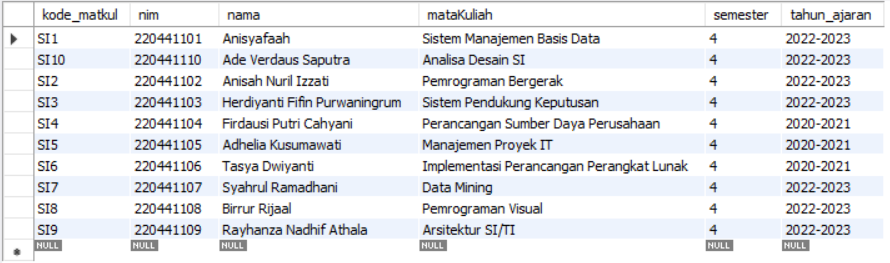 kode_matkul nim nama mataKuliah semester tahun_ajaran
SI1 220441101 Anisyafaah Sistem Manajemen Basis Data 4 2022-2023
SI10 220441110 Ade Verdaus Saputra Analisa Desain SI 4 2022-2023
SI2 220441102 Anisah Nuril Izzati Pemrograman Bergerak 4 2022-2023
SI3 220441103 Herdiyanti Fifin Purwaningrum Sistem Pendukung Keputusan 4 2022-2023
SI4 220441104 Firdausi Putri Cahyani Perancangan Sumber Daya Perusahaan 4 2020-2021
SI5 220441105 Adhelia Kusumawati Manajemen Proyek IT 4 2020-2021
SI6 220441106 Tasya Dwiyanti Implementasi Perancangan Perangkat Lunak 4 2020-2021
SI7 220441107 Syahrul Ramadhani Data Mining 4 2022-2023
SI8 220441108 Birrur Rijaal Pemrograman Visual 4 2022-2023
SI9 220441109 Rayhanza Nadhif Athala Arsitektur SI/TI 4 2022-2023
NULL NULL NULL NULL NULL NULL